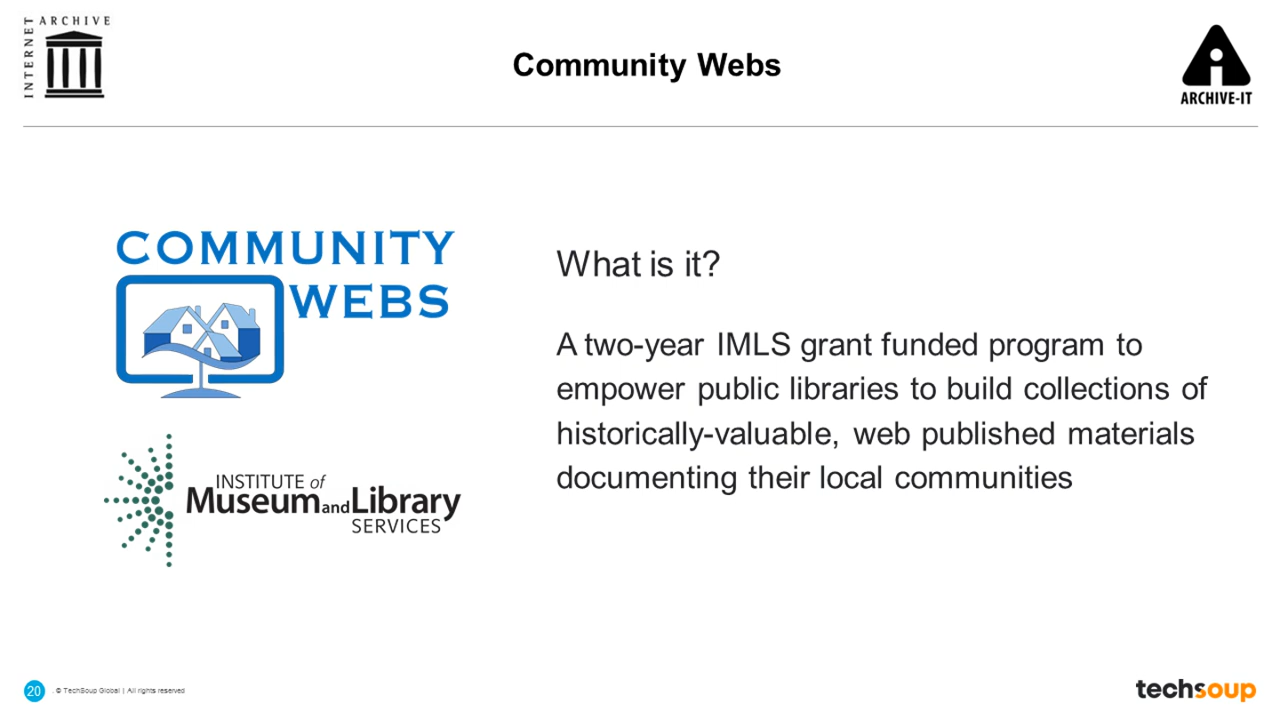 INTERNET ARCHIVE
Community Webs
ARCHIVE-IT
COMMUNITY
WEBS
INSTITUTE of
Museum and Library
SERVICES
What is it?
A two-year IMLS grant funded program to
empower public libraries to build collections of
historically-valuable, web published materials
documenting their local communities
20 . © TechSoup Global | All rights reserved
techsoup